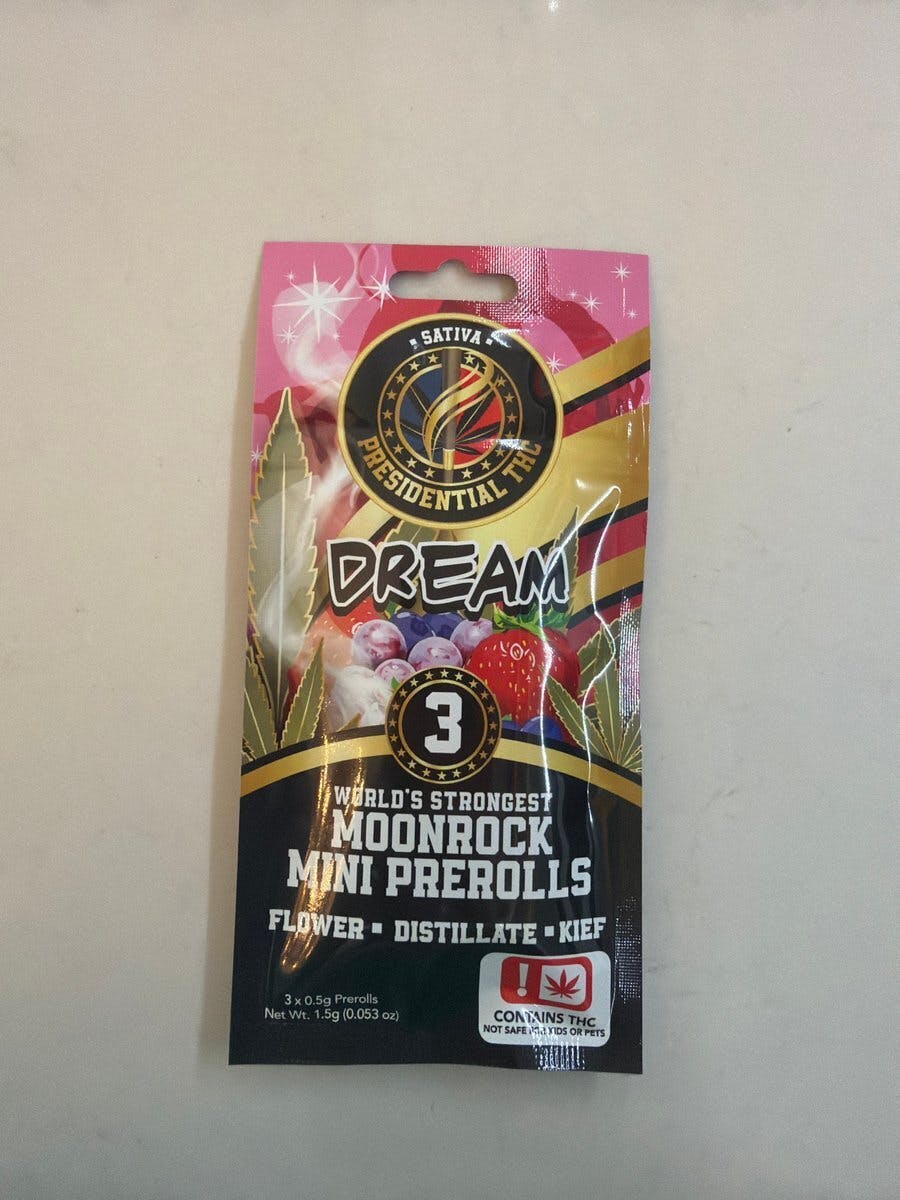 ▪ SATIVA ▪
PRESIDENTIAL THC
DREAM
3
WORLD'S STRONGEST
MOONROCK
MINI PREROLLS
FLOWER ▪ DISTILLATE ▪ KIEF
3 x 0.5g Prerolls
Net Wt. 1.5g (0.053 oz)
!
CONTAINS THC
NOT SAFE FOR KIDS OR PETS